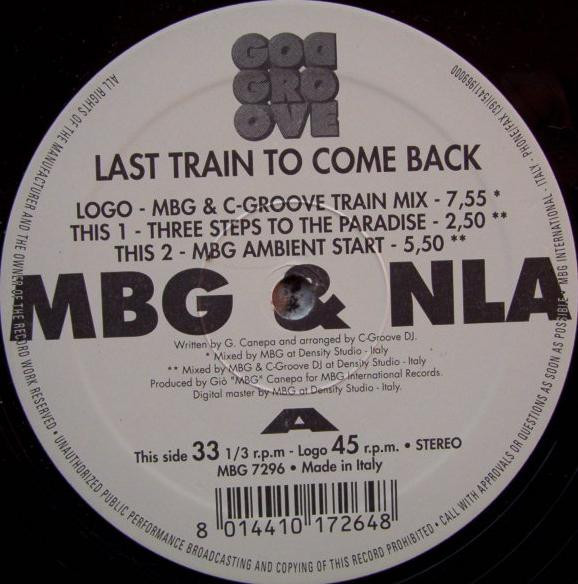 GOD
GRO
OVE
LAST TRAIN TO COME BACK
LOGO - MBG & C-GROOVE TRAIN MIX - 7,55 *
THIS 1 - THREE STEPS TO THE PARADISE - 2,50 **
THIS 2 - MBG AMBIENT START - 5,50 **
MBG & NLA
Written by G. Canepa and arranged by C-Groove DJ.
* Mixed by MBG at Density Studio - Italy
** Mixed by MBG & C-Groove DJ at Density Studio - Italy
Produced by Giò "MBG" Canepa for MBG International Records.
Digital master by MBG at Density Studio - Italy.
A
This side 33 1/3 r.p.m - Logo 45 r.p.m. • STEREO
MBG 7296 • Made in Italy
8 014410 172648
ALL RIGHTS OF THE MANUFACTURER AND THE OWNER OF THE RECORD WORK RESERVED • UNAUTHORIZED PUBLIC PERFORMANCE BROADCASTING AND COPYING OF THIS RECORD PROHIBITED • CALL WITH APPROVALS OR QUESTIONS AS SOON AS POSSIBLE • MBG INTERNATIONAL - ITALY - PHONE/FAX (39/1541/969000